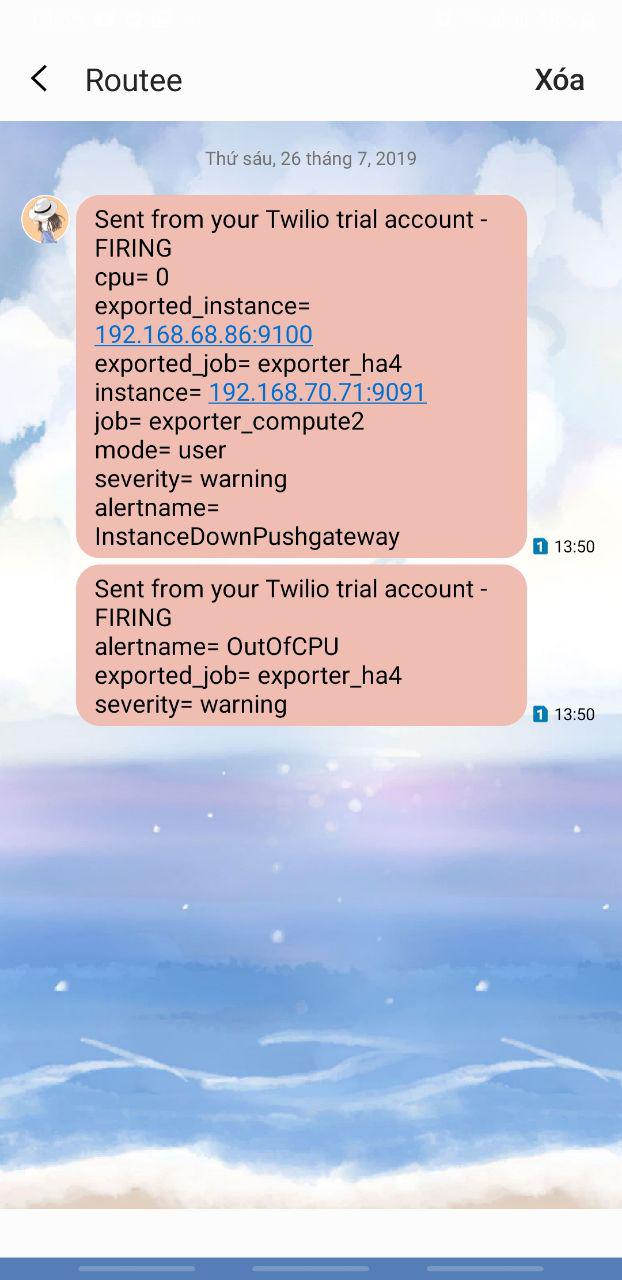 Routee
Xóa
Thứ sáu, 26 tháng 7, 2019
Sent from your Twilio trial account -
FIRING
cpu= 0
exported_instance=
192.168.68.86:9100
exported_job= exporter_ha4
instance= 192.168.70.71:9091
job= exporter_compute2
mode= user
severity= warning
alertname=
InstanceDownPushgateway
1 13:50
Sent from your Twilio trial account -
FIRING
alertname= OutOfCPU
exported_job= exporter_ha4
severity= warning
1 13:50